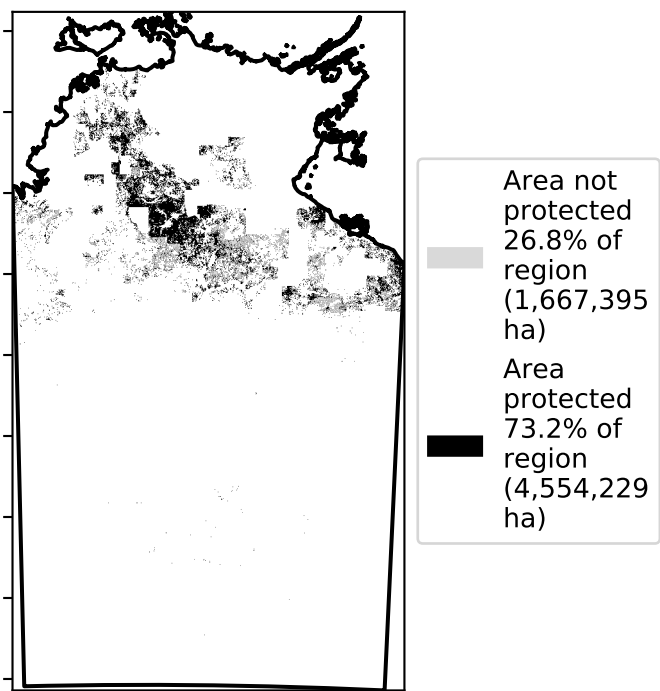 Area not
protected
26.8% of
region
(1,667,395
ha)
Area
protected
73.2% of
region
(4,554,229
ha)